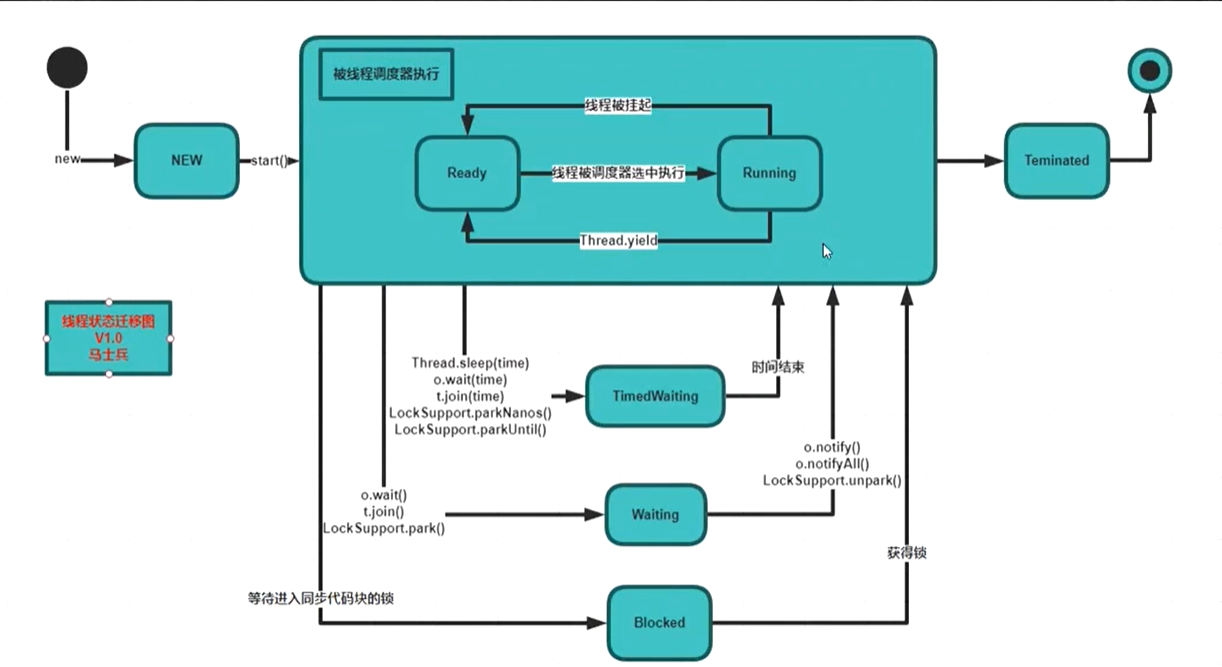 被线程调度器执行
线程被挂起
new
NEW
start()
Ready
线程被调度器选中执行
Running
Teminated
Thread.yield
线程状态迁移图
V1.0
马士兵
Thread.sleep(time)
o.wait(time)
t.join(time)
LockSupport.parkNanos()
LockSupport.parkUntil()
TimedWaiting
时间结束
o.wait()
t.join()
LockSupport.park()
Waiting
o.notify()
o.notifyAll()
LockSupport.unpark()
等待进入同步代码块的锁
Blocked
获得锁